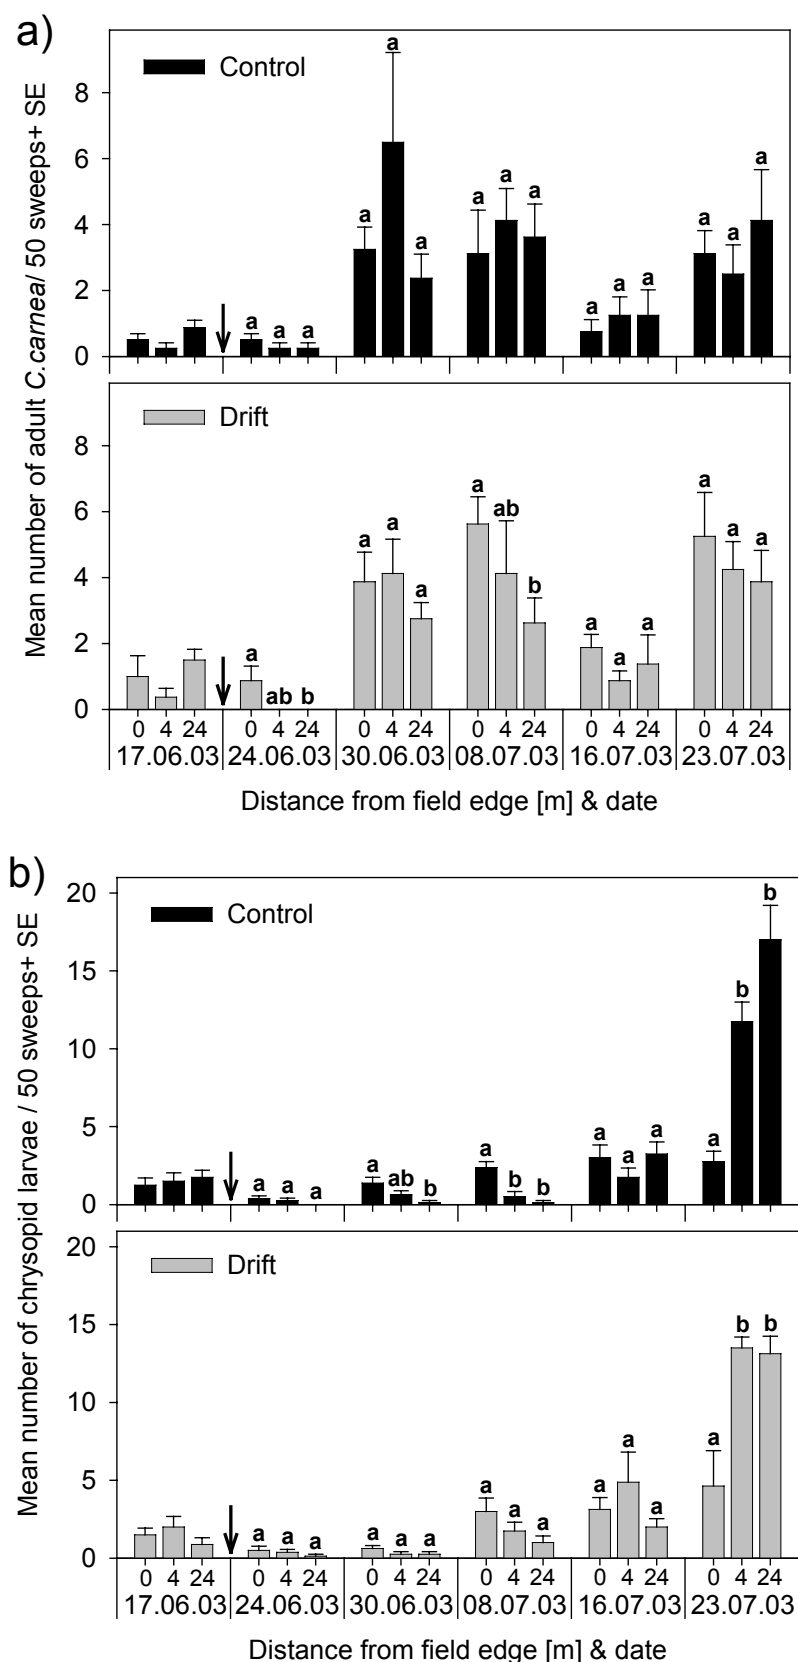 a)
Mean number of adult C.carnea/ 50 sweeps+ SE
Control
8
6
4
2
0
a a a
a a a
a a a
a a a
a a a
Drift
8
6
4
2
0
a ab b
a a a
a ab b
a a a
a a a
0 4 24 0 4 24 0 4 24 0 4 24 0 4 24 0 4 24
17.06.03 24.06.03 30.06.03 08.07.03 16.07.03 23.07.03
Distance from field edge [m] & date
b)
Mean number of chrysopid larvae / 50 sweeps+ SE
Control
20
15
10
5
0
a a a
a ab b
a b b
a a a
a b b
Drift
20
15
10
5
0
a a a
a a a
a a a
a a a
a b b
0 4 24 0 4 24 0 4 24 0 4 24 0 4 24 0 4 24
17.06.03 24.06.03 30.06.03 08.07.03 16.07.03 23.07.03
Distance from field edge [m] & date